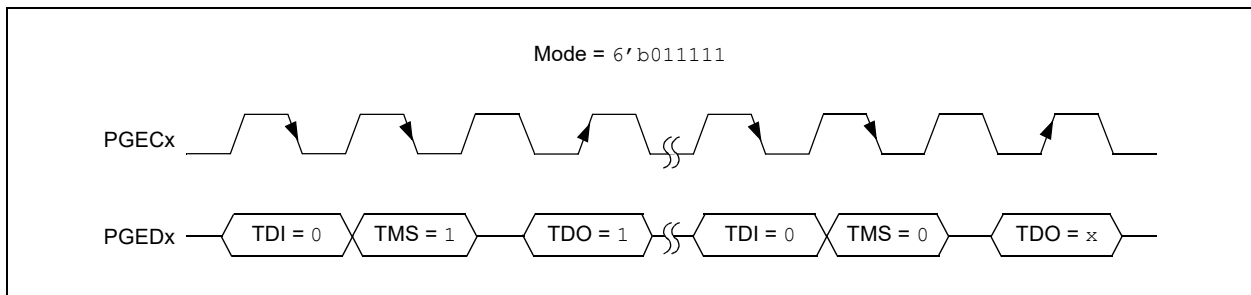 Mode = 6'b011111
PGECx
PGEDx TDI = 0 TMS = 1 TDO = 1 TDI = 0 TMS = 0 TDO = x